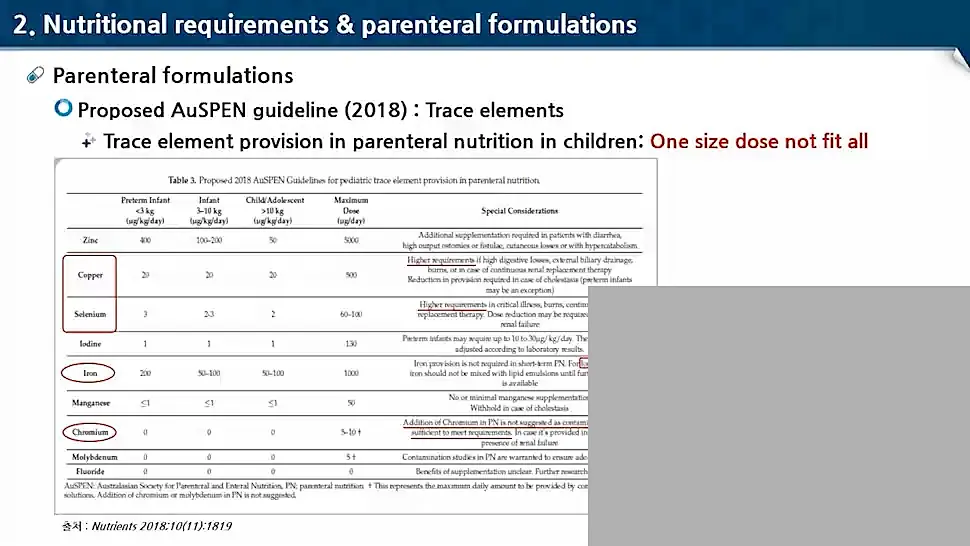 2. Nutritional requirements & parenteral formulations
Parenteral formulations
Proposed AuSPEN guideline (2018) : Trace elements
Trace element provision in parenteral nutrition in children: One size dose not fit all
Table 3. Proposed 2018 AuSPEN Guidelines for pediatric trace element provision in parenteral nutrition.
Preterm Infant <3 kg (µg/kg/day) Infant 3–10 kg (µg/kg/day) Child/Adolescent >10 kg (µg/kg/day) Maximum Dose (µg/day) Special Considerations
Zinc 400 100–200 50 5000 Additional supplementation required in patients with diarrhea,
high output ostomies or fistulae, cutaneous losses or with hypercatabolism.
Copper 20 20 20 500 Higher requirements if high digestive losses, external biliary drainage,
burns, or in case of continuous renal replacement therapy
Reduction in provision required in case of cholestasis (preterm infants
may be an exception)
Selenium 3 2-3 2 60-100 Higher requirements in critical illness, burns,
replacement therapy. Dose reduction may be
renal failure
Iodine 1 1 1 130 Preterm infants may require up to 10 to 30µg/kg/day.
adjusted according to laboratory results.
Iron 200 50–100 50–100 1000 Iron provision is not required in short-term PN. For
iron should not be mixed with lipid emulsions until
is available
Manganese ≤1 ≤1 ≤1 50 No or minimal manganese
Withhold in case of cholestasis
Chromium 0 0 0 5–10 † Addition of Chromium in PN is not suggested as
sufficient to meet requirements. In case it's provided in
presence of renal failure
Molybdenum 0 0 0 5 † Contamination studies in PN are warranted to ensure
Fluoride 0 0 0 0 Benefits of supplementation unclear. Further
AuSPEN: Australasian Society for Parenteral and Enteral Nutrition, PN; parenteral nutrition † This represents the maximum daily amount to be provided by
solutions. Addition of chromium or molybdenum in PN is not suggested.
출처 : Nutrients 2018;10(11):1819